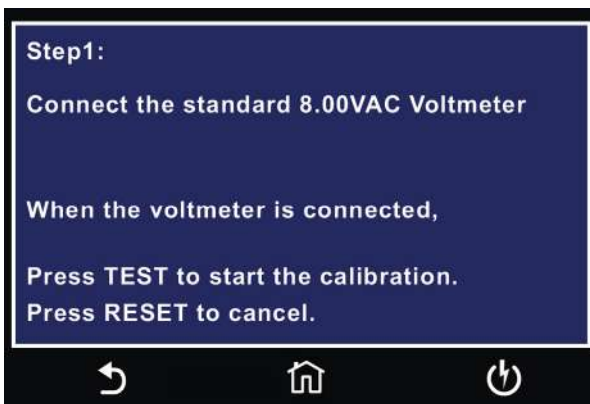 Step1:
Connect the standard 8.00VAC Voltmeter
When the voltmeter is connected,
Press TEST to start the calibration.
Press RESET to cancel.